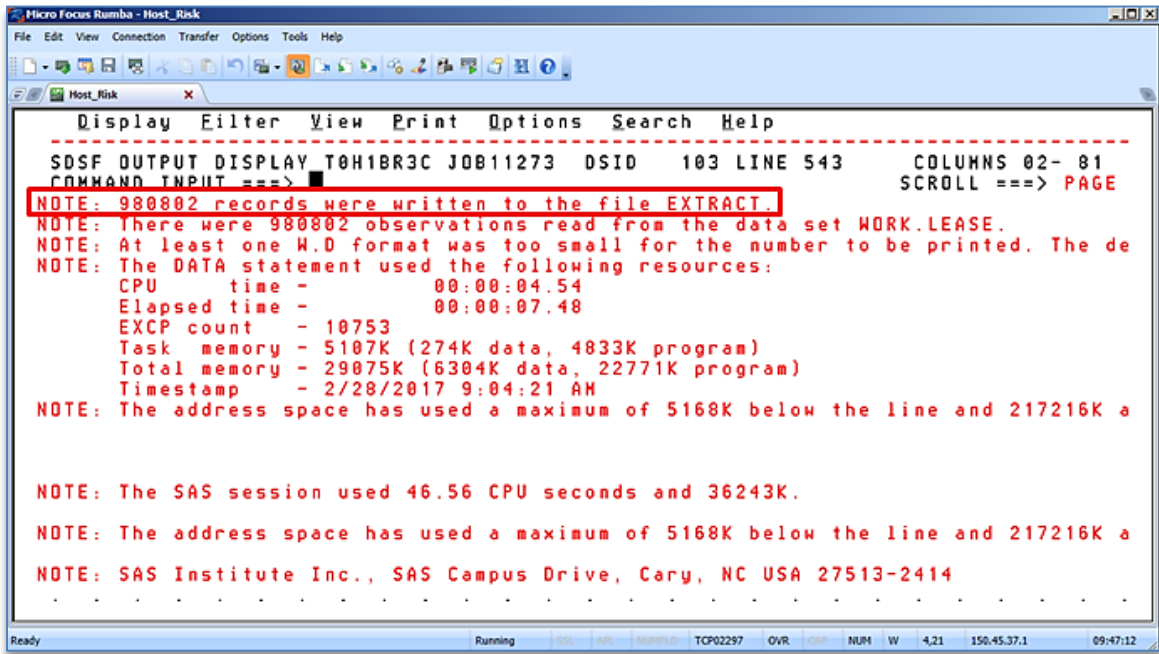 Micro Focus Rumba - Host_Risk
File Edit View Connection Transfer Options Tools Help
Host_Risk
Display Filter View Print Options Search Help
SDSF OUTPUT DISPLAY T0H1BR3C JOB11273 DSID 103 LINE 543 COLUMNS 02- 81
COMMAND INPUT ===> SCROLL ===> PAGE
NOTE: 980802 records were written to the file EXTRACT.
NOTE: There were 980802 observations read from the data set WORK.LEASE.
NOTE: At least one W.D format was too small for the number to be printed. The de
NOTE: The DATA statement used the following resources:
CPU time - 00:00:04.54
Elapsed time - 00:00:07.48
EXCP count - 10753
Task memory - 5107K (274K data, 4833K program)
Total memory - 29075K (6304K data, 22771K program)
Timestamp - 2/28/2017 9:04:21 AM
NOTE: The address space has used a maximum of 5168K below the line and 217216K a
NOTE: The SAS session used 46.56 CPU seconds and 36243K.
NOTE: The address space has used a maximum of 5168K below the line and 217216K a
NOTE: SAS Institute Inc., SAS Campus Drive, Cary, NC USA 27513-2414
Ready Running SSL APL NUMFLD TCP02297 OVR CAP NUM W 4,21 150.45.37.1 09:47:12